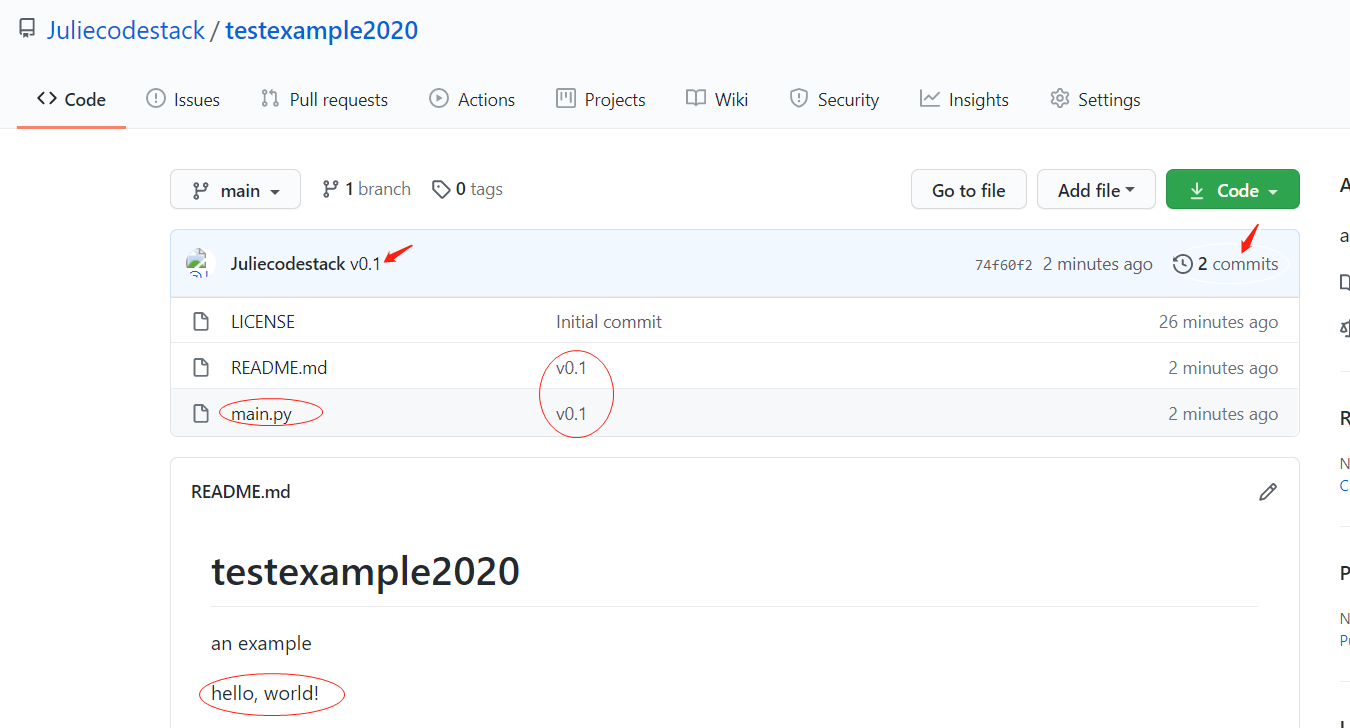 Juliecodestack / testexample2020
Code Issues Pull requests Actions Projects Wiki Security Insights Settings
main 1 branch 0 tags Go to file Add file Code
Juliecodestack v0.1 74f60f2 2 minutes ago 2 commits
LICENSE Initial commit 26 minutes ago
README.md v0.1 2 minutes ago
main.py v0.1 2 minutes ago
README.md
testexample2020
an example
hello, world!